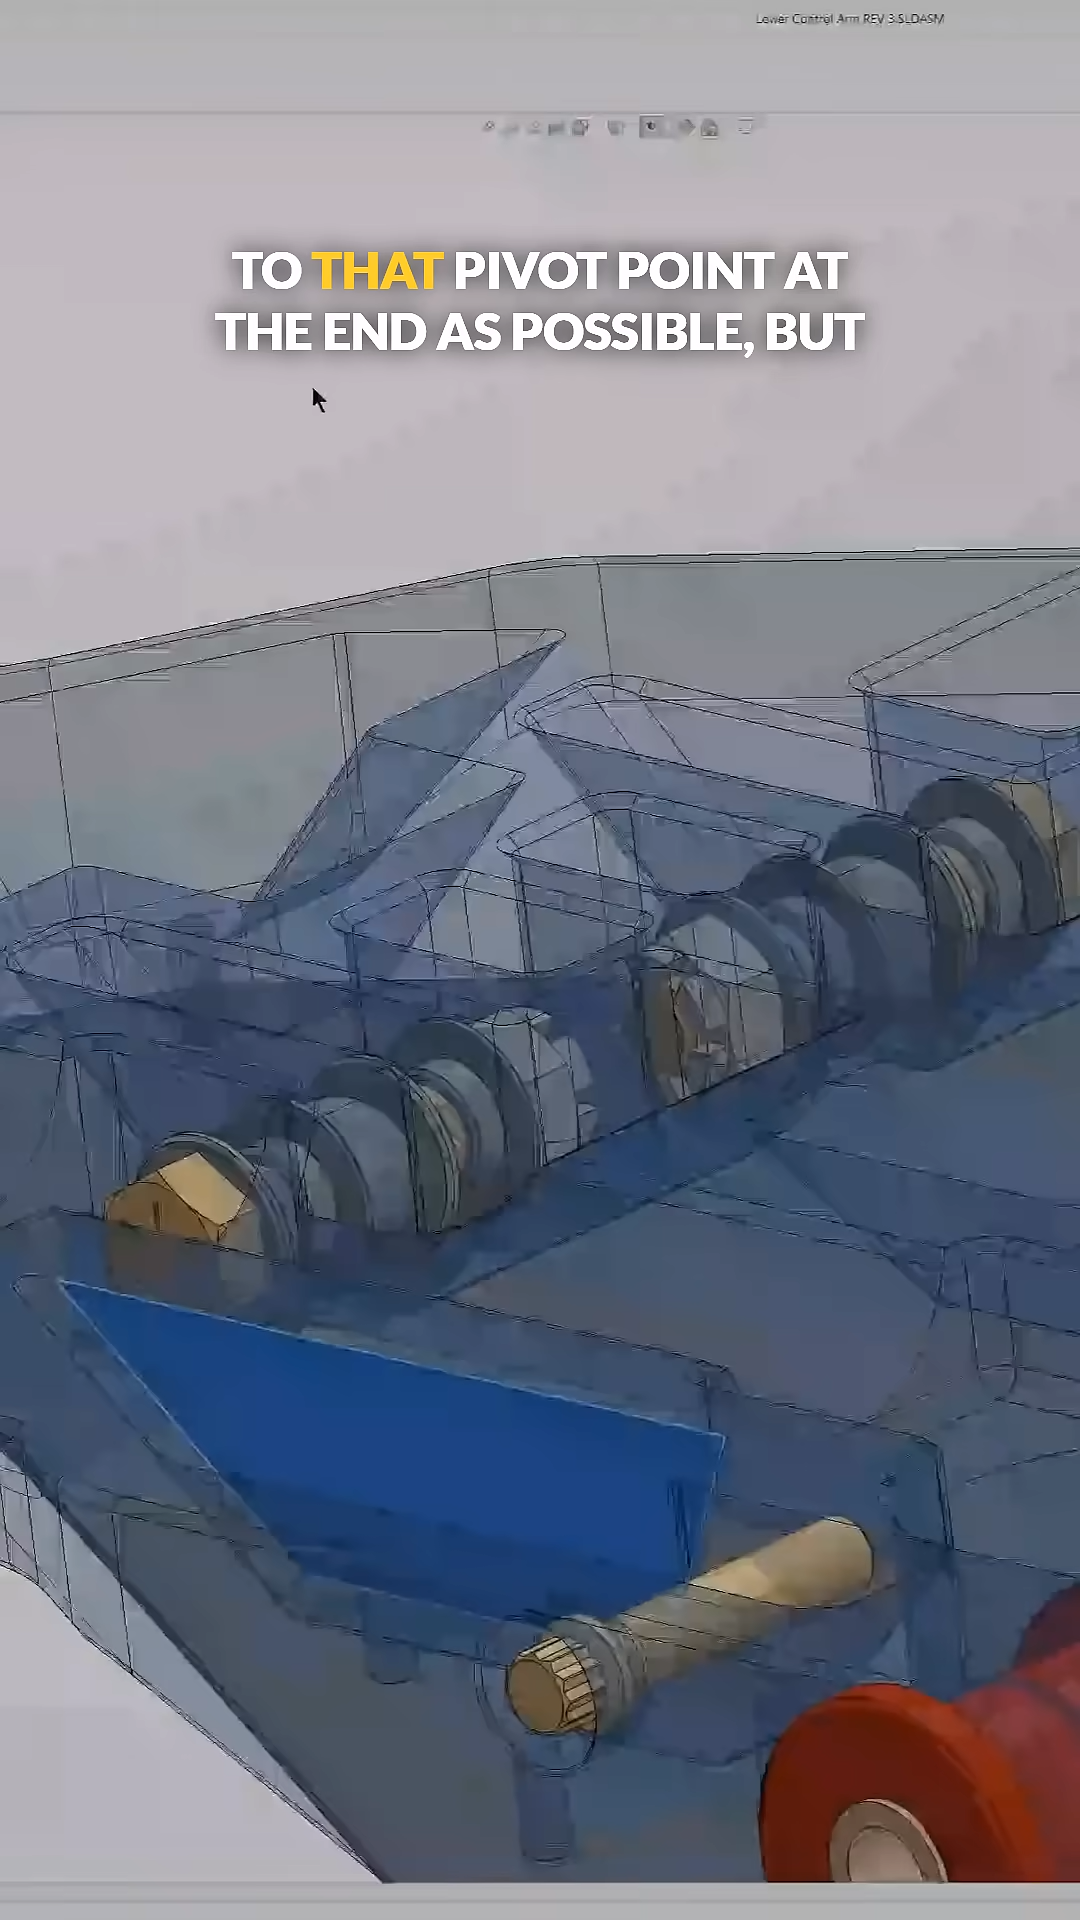 Lower Control Arm REV 3.SLDASM
TO THAT PIVOT POINT AT
THE END AS POSSIBLE, BUT